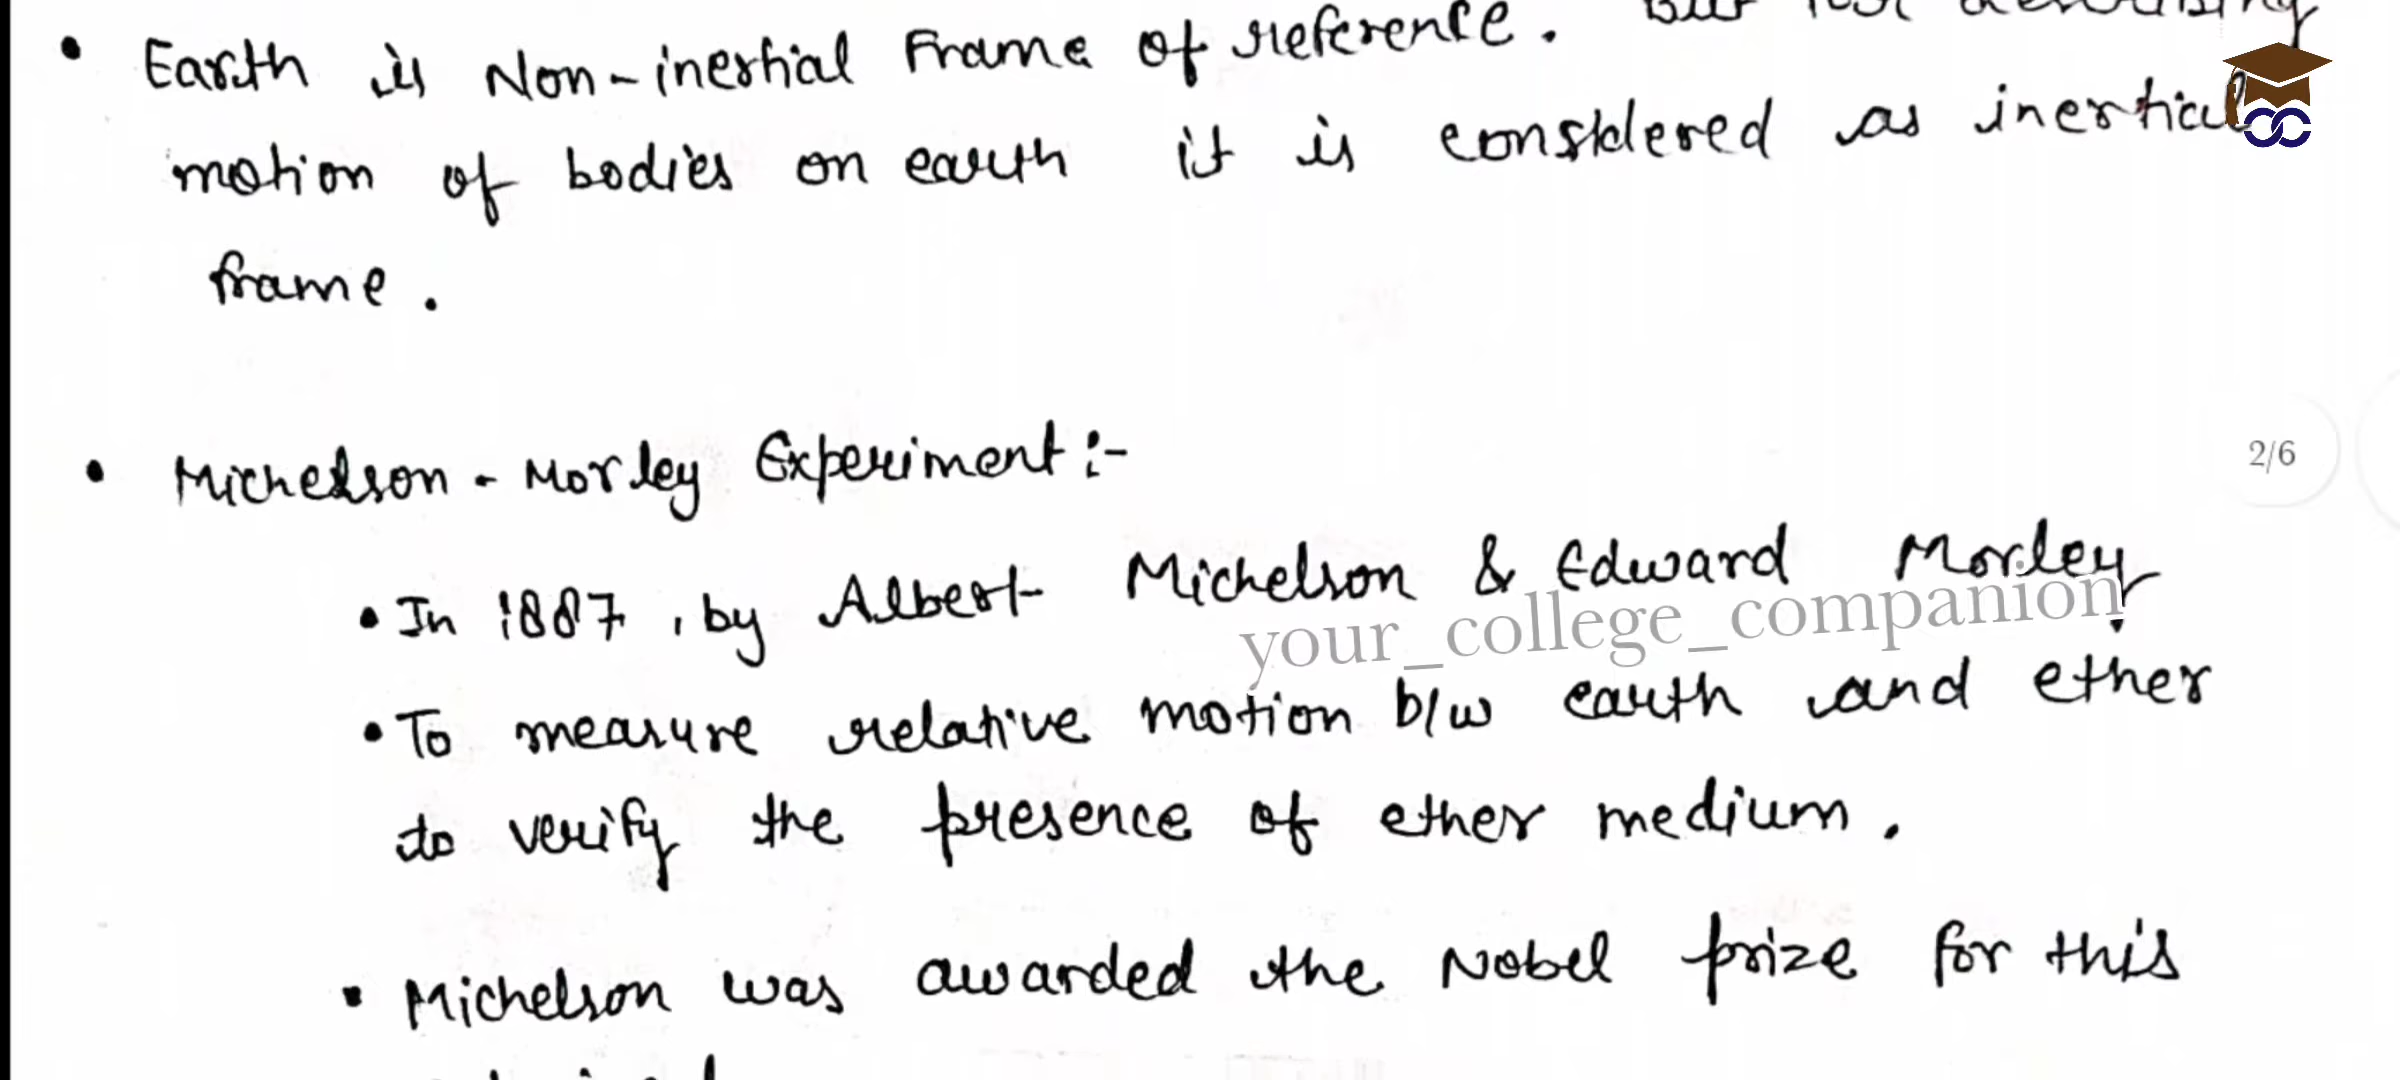 • Earth is Non-inertial Frame of reference. But for
motion of bodies on earth it is considered as inertial
frame.
• Michelson - Morley Experiment :-
2/6
• In 1887, by Albert Michelson & Edward Morley
your_college_companion
• To measure relative motion b/w earth and ether
to verify the presence of ether medium.
• Michelson was awarded the Nobel prize for this